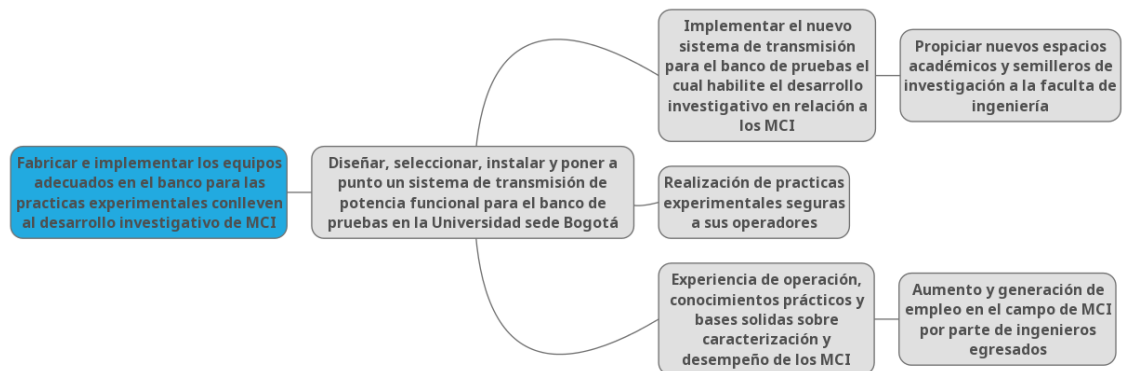 Fabricar e implementar los equipos
adecuados en el banco para las
practicas experimentales conlleven
al desarrollo investigativo de MCI
Diseñar, seleccionar, instalar y poner a
punto un sistema de transmisión de
potencia funcional para el banco de
pruebas en la Universidad sede Bogotá
Implementar el nuevo
sistema de transmisión
para el banco de pruebas el
cual habilite el desarrollo
investigativo en relación a
los MCI
Propiciar nuevos espacios
académicos y semilleros de
investigación a la faculta de
ingeniería
Realización de practicas
experimentales seguras
a sus operadores
Experiencia de operación,
conocimientos prácticos y
bases solidas sobre
caracterización y
desempeño de los MCI
Aumento y generación de
empleo en el campo de MCI
por parte de ingenieros
egresados